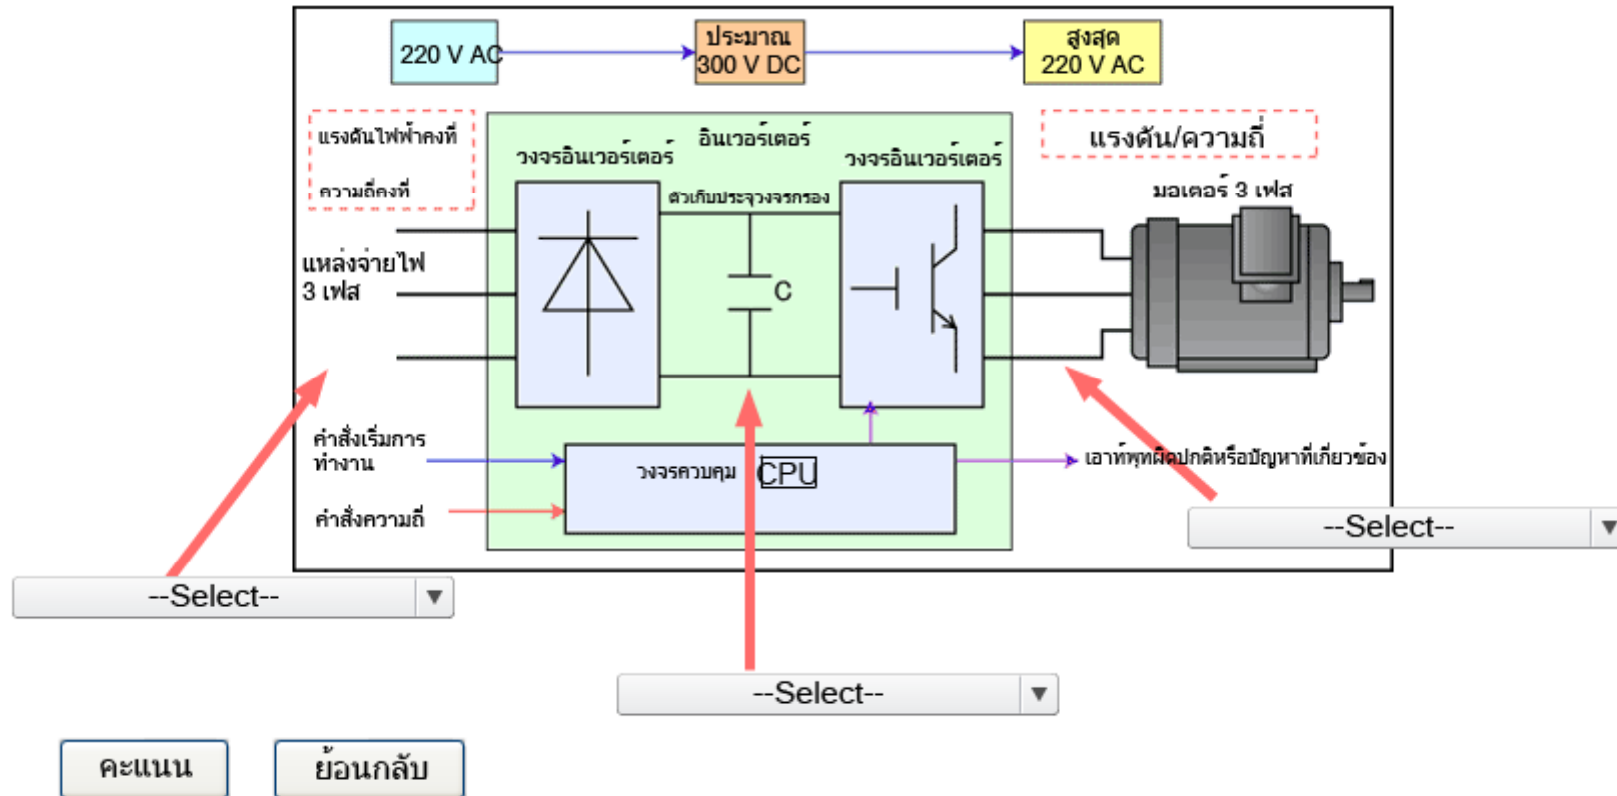 220 V AC
ประมาณ
300 V DC
สูงสุด
220 V AC
แรงดันไฟฟ้าคงที่
ความถี่คงที่
อินเวอร์เตอร์
วงจรอินเวอร์เตอร์
วงจรอินเวอร์เตอร์
แรงดัน/ความถี่
ตัวเก็บประจุวงจรกรอง
มอเตอร์ 3 เฟส
แหล่งจ่ายไฟ
3 เฟส
C
คำสั่งเริ่มการ
ทำงาน
วงจรควบคุม CPU
เอาท์พุทผิดปกติหรือปัญหาที่เกี่ยวข้อง
คำสั่งความถี่
--Select--
--Select--
--Select--
คะแนน
ย้อนกลับ